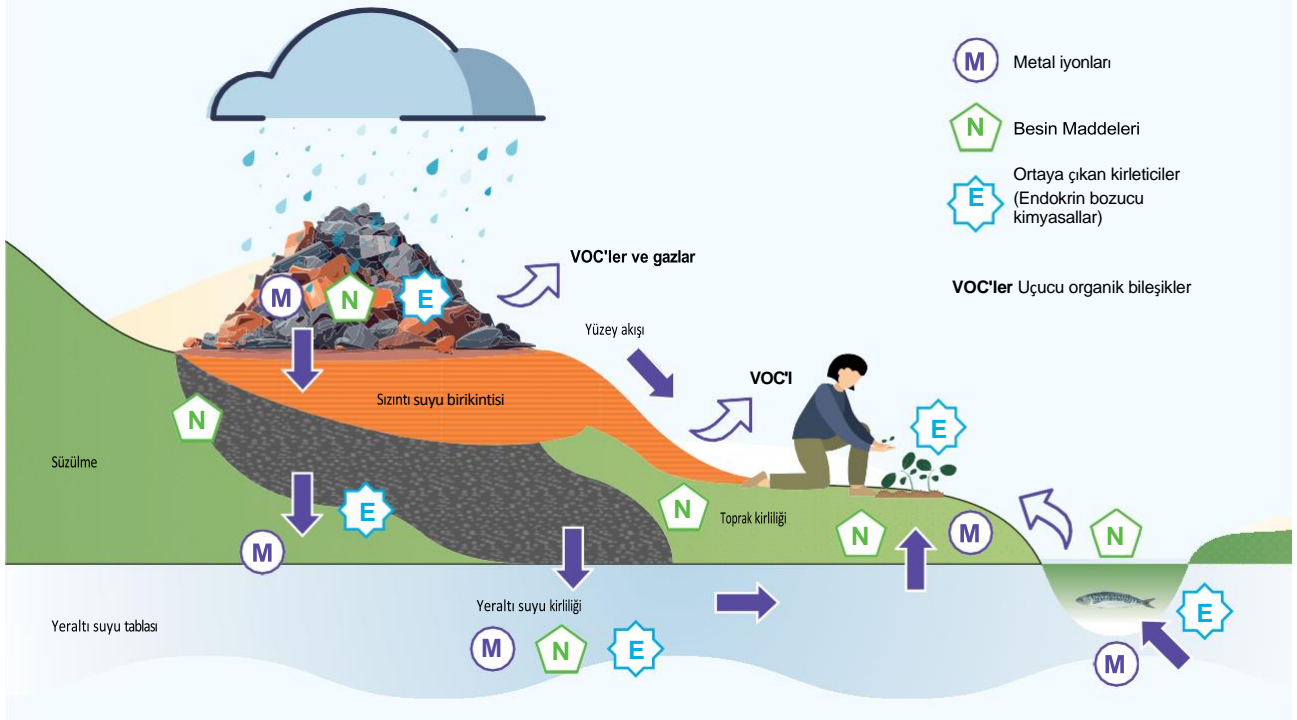 M Metal iyonları
N Besin Maddeleri
E Ortaya çıkan kirleticiler
(Endokrin bozucu
kimyasallar)
VOC'ler Uçucu organik bileşikler
VOC'ler ve gazlar
M N E
Yüzey akışı
VOC'l
Sızıntı suyu birikintisi
N
E
Süzülme
E
N
Toprak kirliliği
N
M
N
M
Yeraltı suyu kirliliği
Yeraltı suyu tablası
M N E
E
M